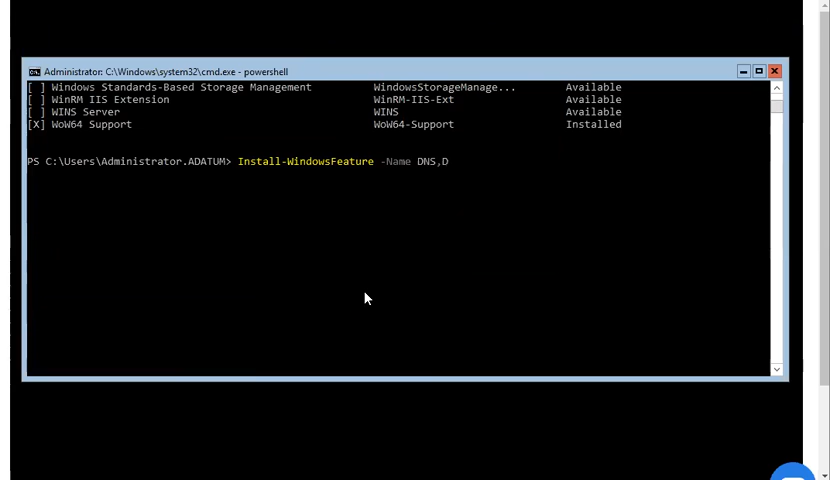 Administrator: C:\Windows\system32\cmd.exe - powershell
[ ] Windows Standards-Based Storage Management WindowsStorageManage... Available
[ ] WinRM IIS Extension WinRM-IIS-Ext Available
[ ] WINS Server WINS Available
[X] WoW64 Support WoW64-Support Installed
PS C:\Users\Administrator.ADATUM> Install-WindowsFeature -Name DNS,D